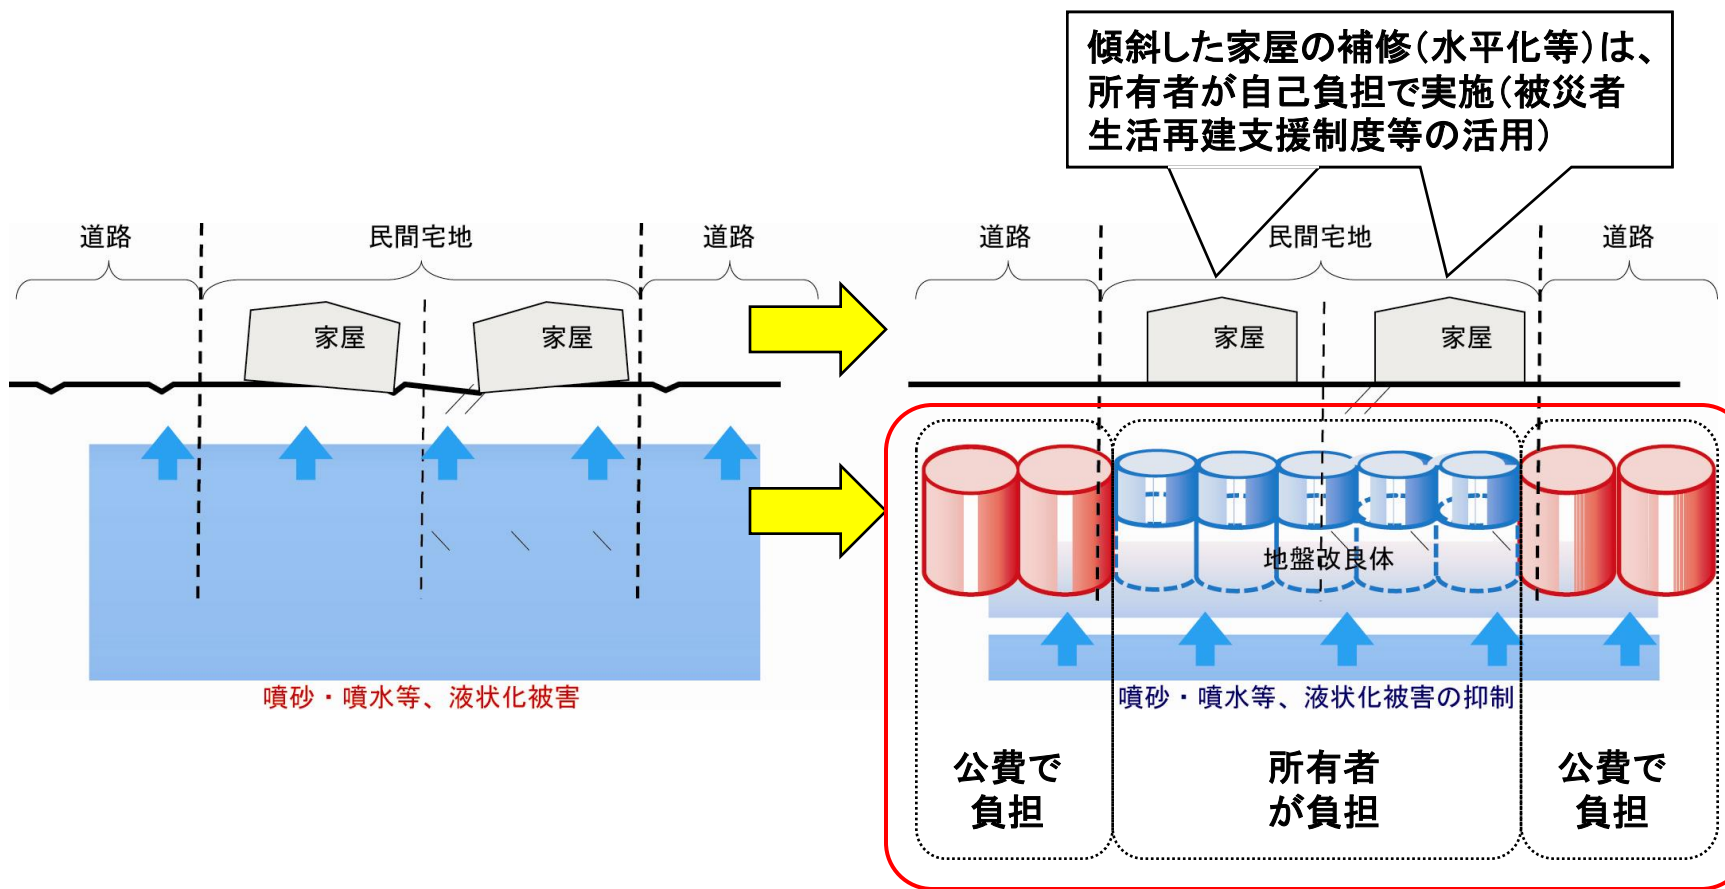 傾斜した家屋の補修（水平化等）は、
所有者が自己負担で実施（被災者
生活再建支援制度等の活用）
道路
民間宅地
道路
家屋
家屋
噴砂・噴水等、液状化被害
道路
民間宅地
道路
家屋
家屋
地盤改良体
噴砂・噴水等、液状化被害の抑制
公費で
負担
所有者
が負担
公費で
負担